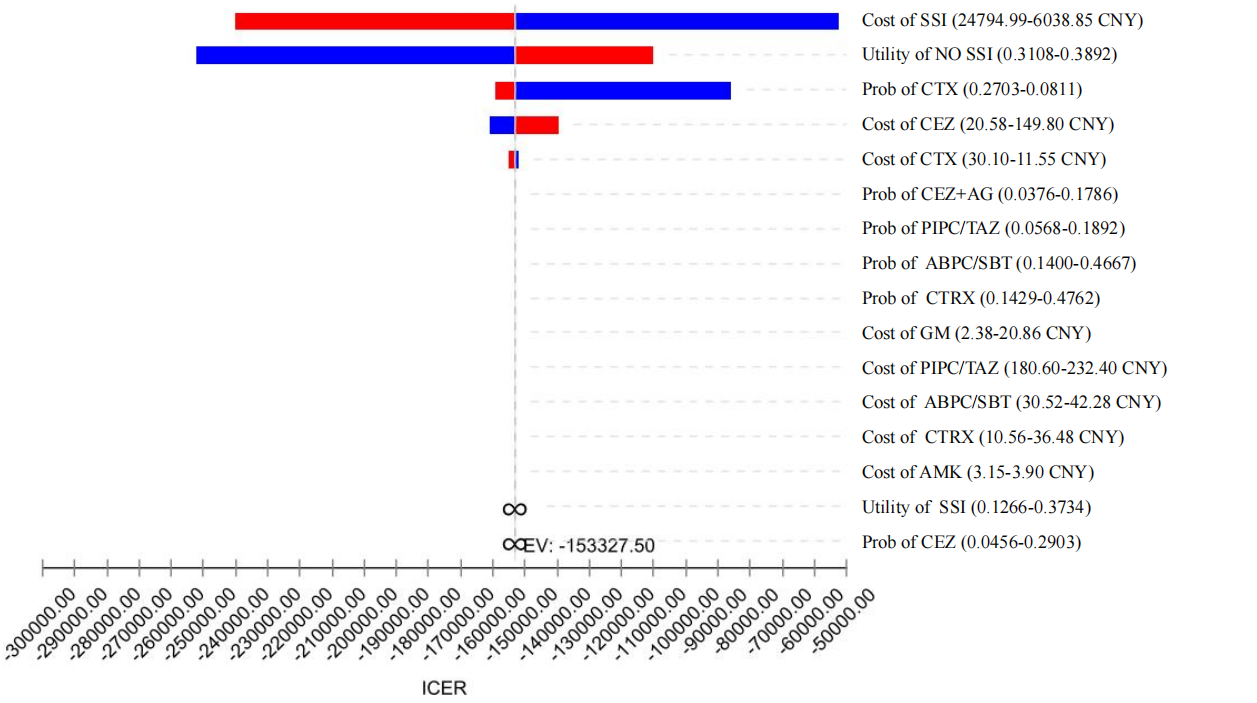 Cost of SSI (24794.99-6038.85 CNY)
Utility of NO SSI (0.3108-0.3892)
Prob of CTX (0.2703-0.0811)
Cost of CEZ (20.58-149.80 CNY)
Cost of CTX (30.10-11.55 CNY)
Prob of CEZ+AG (0.0376-0.1786)
Prob of PIPC/TAZ (0.0568-0.1892)
Prob of ABPC/SBT (0.1400-0.4667)
Prob of CTRX (0.1429-0.4762)
Cost of GM (2.38-20.86 CNY)
Cost of PIPC/TAZ (180.60-232.40 CNY)
Cost of ABPC/SBT (30.52-42.28 CNY)
Cost of CTRX (10.56-36.48 CNY)
Cost of AMK (3.15-3.90 CNY)
∞ Utility of SSI (0.1266-0.3734)
∞ EV: -153327.50 Prob of CEZ (0.0456-0.2903)
-300000.00
-290000.00
-280000.00
-270000.00
-260000.00
-250000.00
-240000.00
-230000.00
-220000.00
-210000.00
-200000.00
-190000.00
-180000.00
-170000.00
-160000.00
-150000.00
-140000.00
-130000.00
-120000.00
-110000.00
-100000.00
-90000.00
-80000.00
-70000.00
-60000.00
-50000.00
ICER